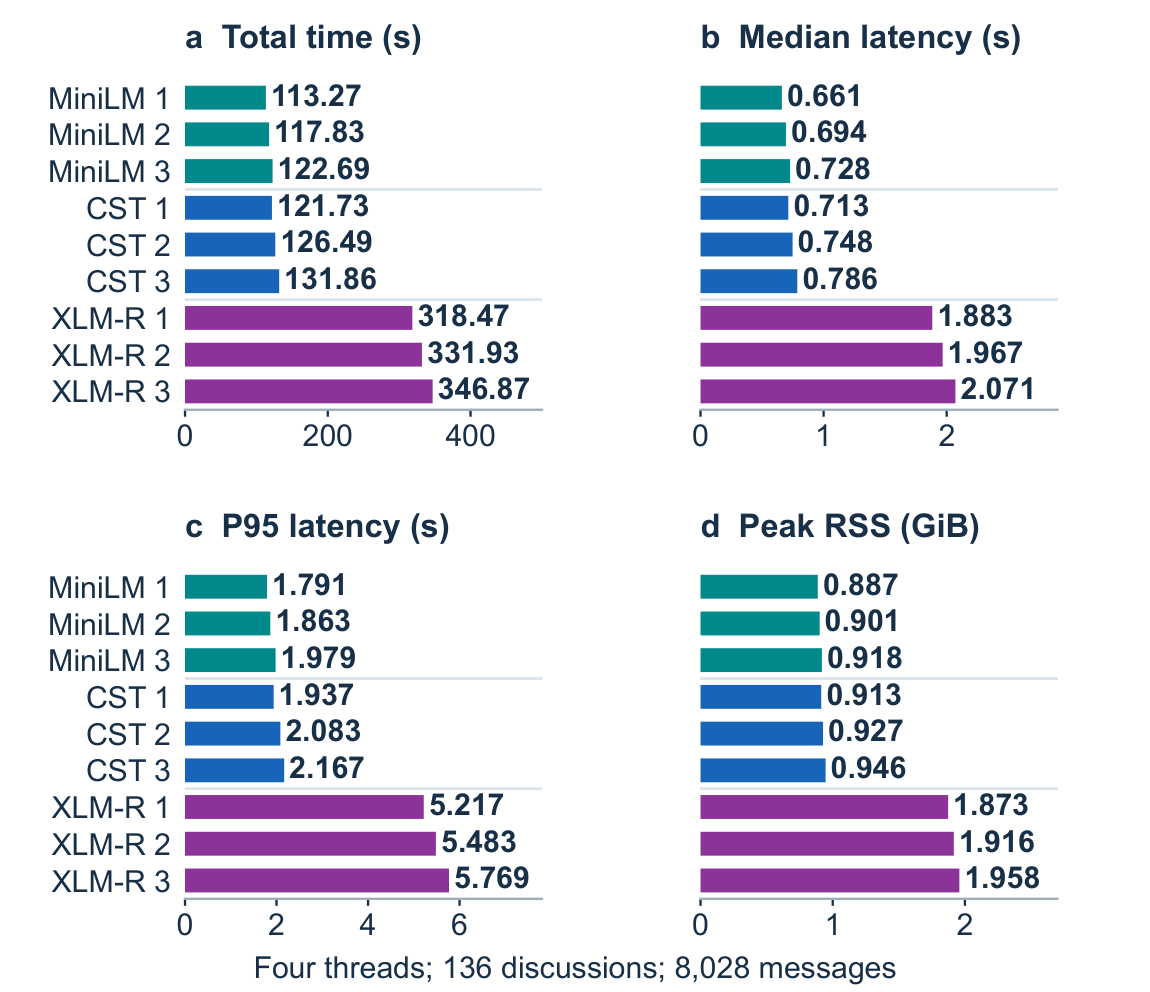 a Total time (s)
MiniLM 1 113.27
MiniLM 2 117.83
MiniLM 3 122.69
CST 1 121.73
CST 2 126.49
CST 3 131.86
XLM-R 1 318.47
XLM-R 2 331.93
XLM-R 3 346.87
0 200 400
b Median latency (s)
0.661
0.694
0.728
0.713
0.748
0.786
1.883
1.967
2.071
0 1 2
c P95 latency (s)
MiniLM 1 1.791
MiniLM 2 1.863
MiniLM 3 1.979
CST 1 1.937
CST 2 2.083
CST 3 2.167
XLM-R 1 5.217
XLM-R 2 5.483
XLM-R 3 5.769
0 2 4 6
d Peak RSS (GiB)
0.887
0.901
0.918
0.913
0.927
0.946
1.873
1.916
1.958
0 1 2
Four threads; 136 discussions; 8,028 messages